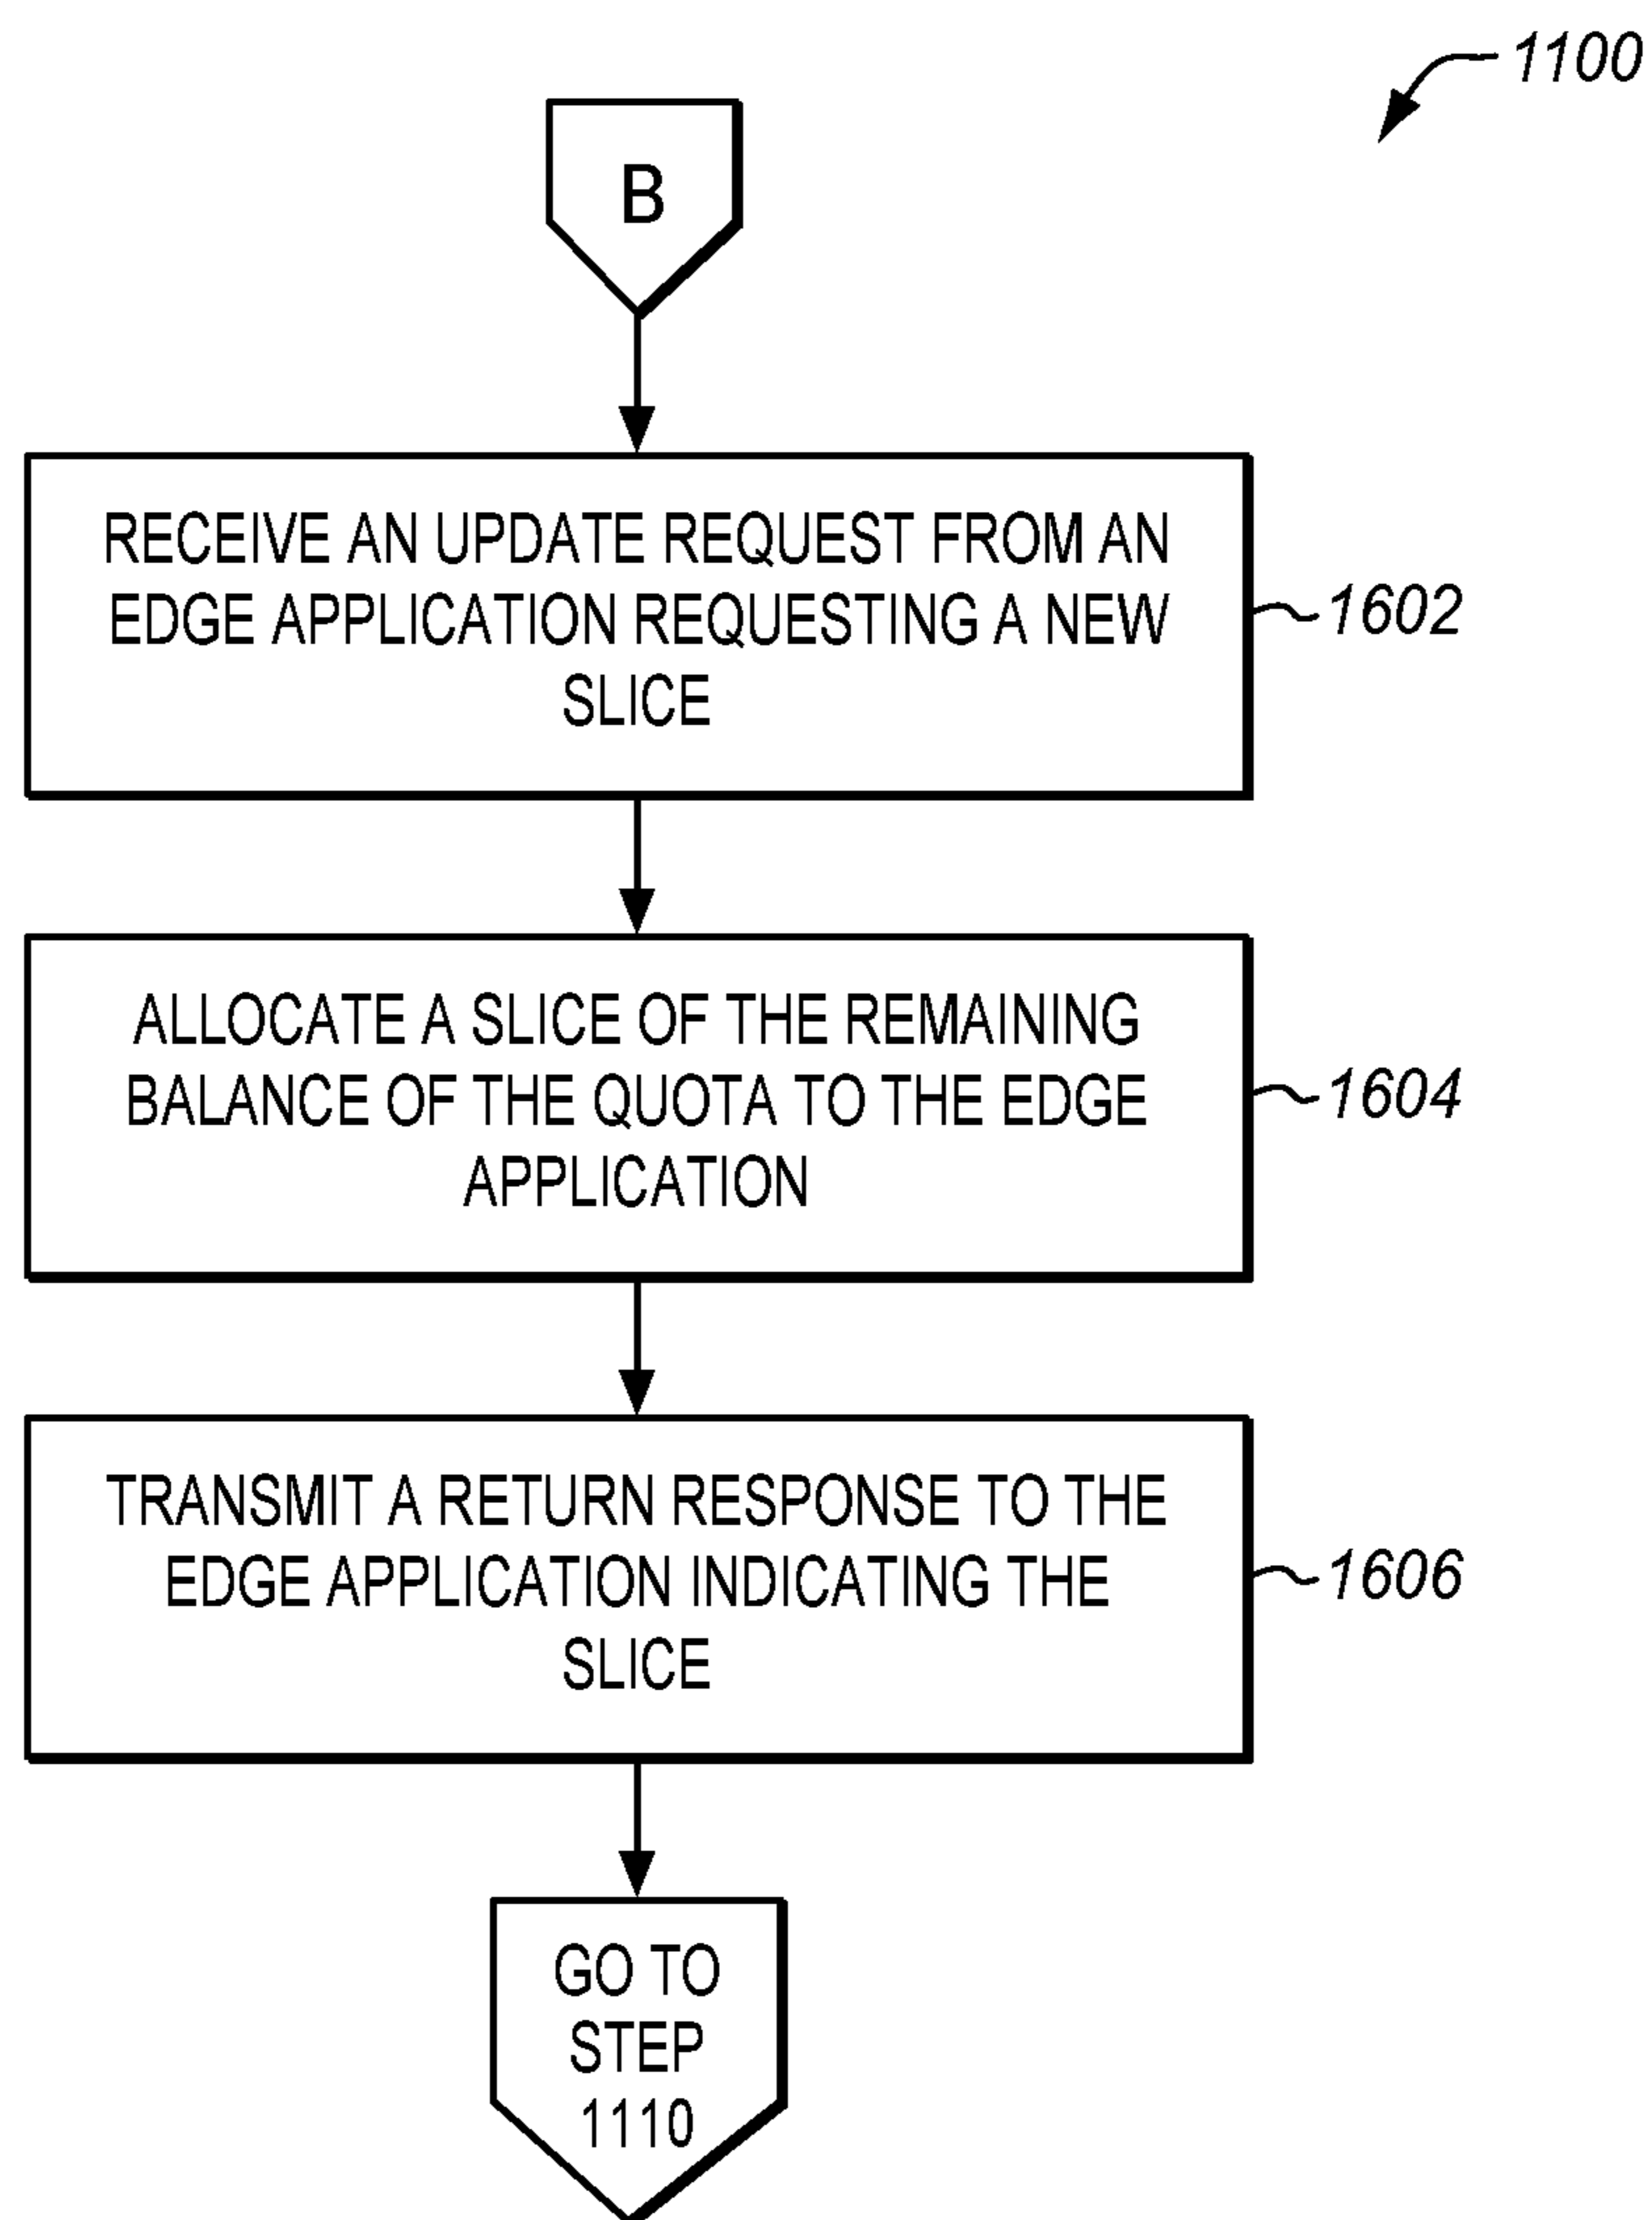 1100
B
RECEIVE AN UPDATE REQUEST FROM AN
EDGE APPLICATION REQUESTING A NEW
SLICE
1602
ALLOCATE A SLICE OF THE REMAINING
BALANCE OF THE QUOTA TO THE EDGE
APPLICATION
1604
TRANSMIT A RETURN RESPONSE TO THE
EDGE APPLICATION INDICATING THE
SLICE
1606
GO TO
STEP
1110